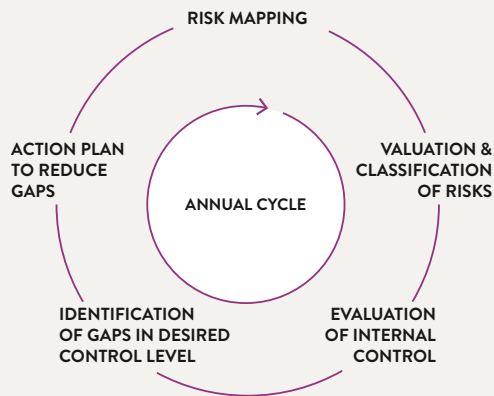 RISK MAPPING
VALUATION &
CLASSIFICATION
OF RISKS
EVALUATION
OF INTERNAL
CONTROL
IDENTIFICATION
OF GAPS IN DESIRED
CONTROL LEVEL
ACTION PLAN
TO REDUCE
GAPS
ANNUAL CYCLE